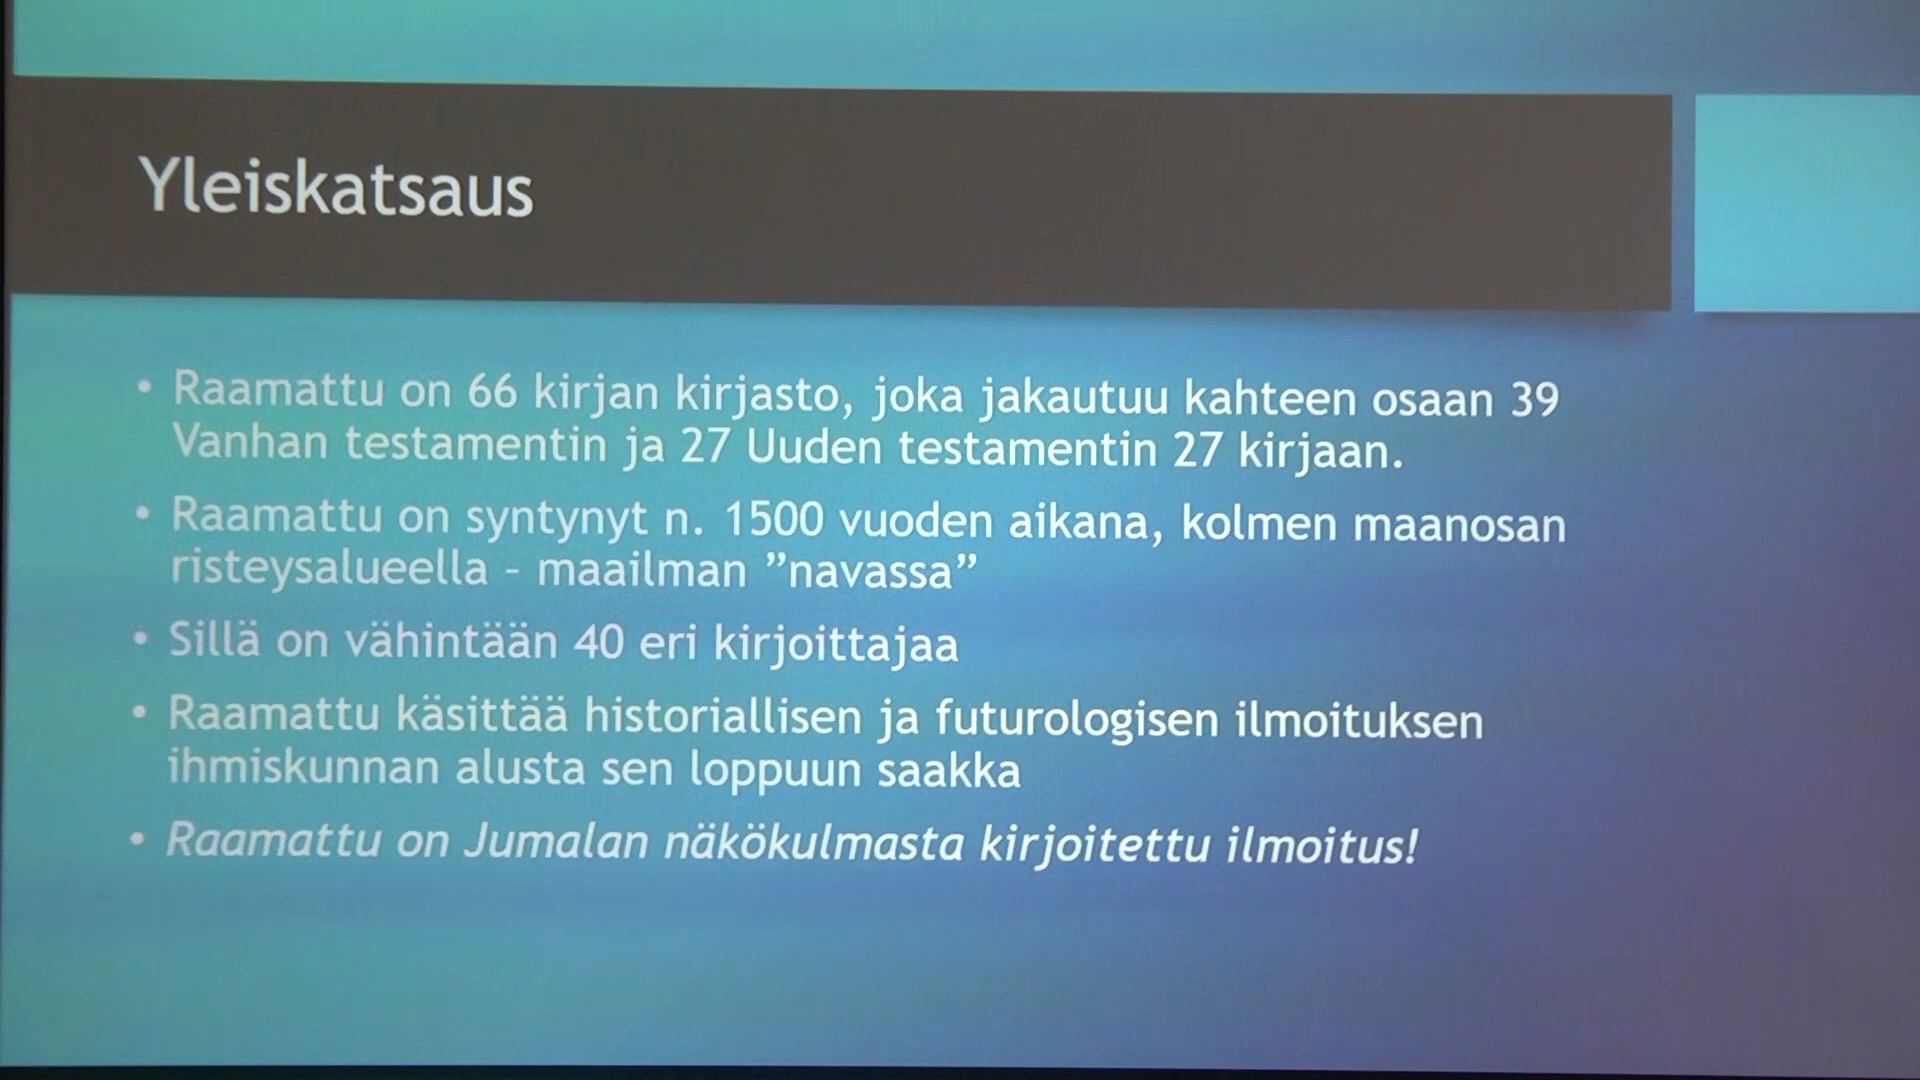 Yleiskatsaus
• Raamattu on 66 kirjan kirjasto, joka jakautuu kahteen osaan 39
Vanhan testamentin ja 27 Uuden testamentin 27 kirjaan.
• Raamattu on syntynyt n. 1500 vuoden aikana, kolmen maanosan
risteysalueella – maailman ”navassa”
• Sillä on vähintään 40 eri kirjoittajaa
• Raamattu käsittää historiallisen ja futurologisen ilmoituksen
ihmiskunnan alusta sen loppuun saakka
• Raamattu on Jumalan näkökulmasta kirjoitettu ilmoitus!